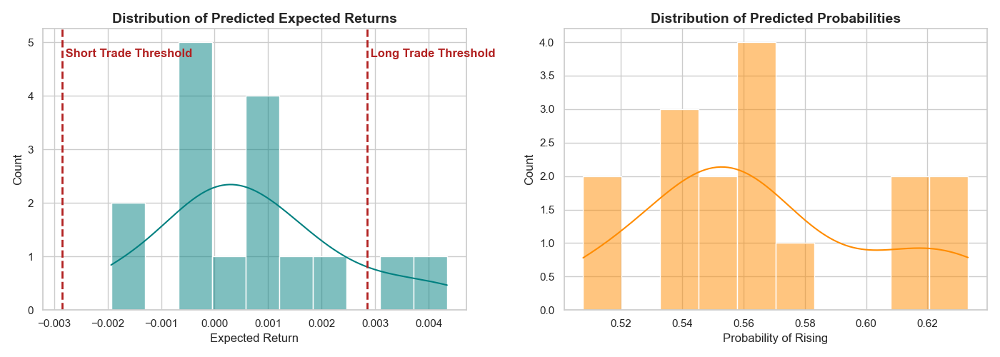 Distribution of Predicted Expected Returns
Short Trade Threshold
Long Trade Threshold
5
4
3
2
1
0
Count
−0.003 −0.002 −0.001 0.000 0.001 0.002 0.003 0.004
Expected Return
Distribution of Predicted Probabilities
4.0
3.5
3.0
2.5
2.0
1.5
1.0
0.5
0.0
Count
0.52 0.54 0.56 0.58 0.60 0.62
Probability of Rising